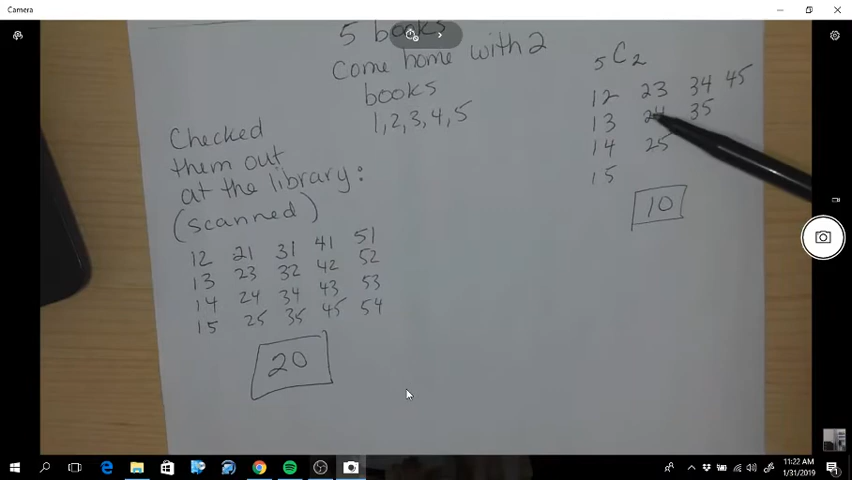 Camera
5 books
Come home with 2
books
1,2,3,4,5
Checked
them out
at the library:
(scanned)
12 21 31 41 51
13 23 32 42 52
14 24 34 43 53
15 25 35 45 54
20
5C2
12 23 34 45
13 24 35
14 25
15
10
11:22 AM
1/31/2019